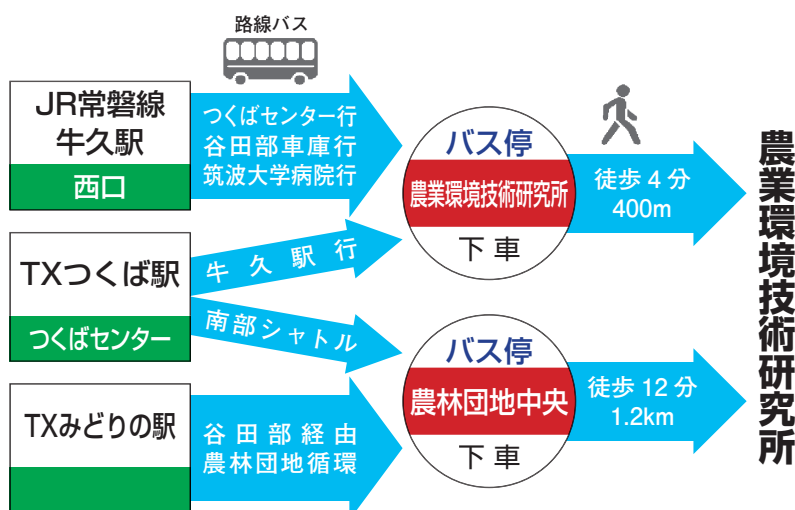 路線バス
JR常磐線
牛久駅
西口
つくばセンター行
谷田部車庫行
筑波大学病院行
バス停
農業環境技術研究所
下車
徒歩 4 分
400m
TXつくば駅
つくばセンター
牛久駅行
南部シャトル
バス停
農林団地中央
下車
徒歩 12 分
1.2km
TXみどりの駅
谷田部経由
農林団地循環
農業環境技術研究所